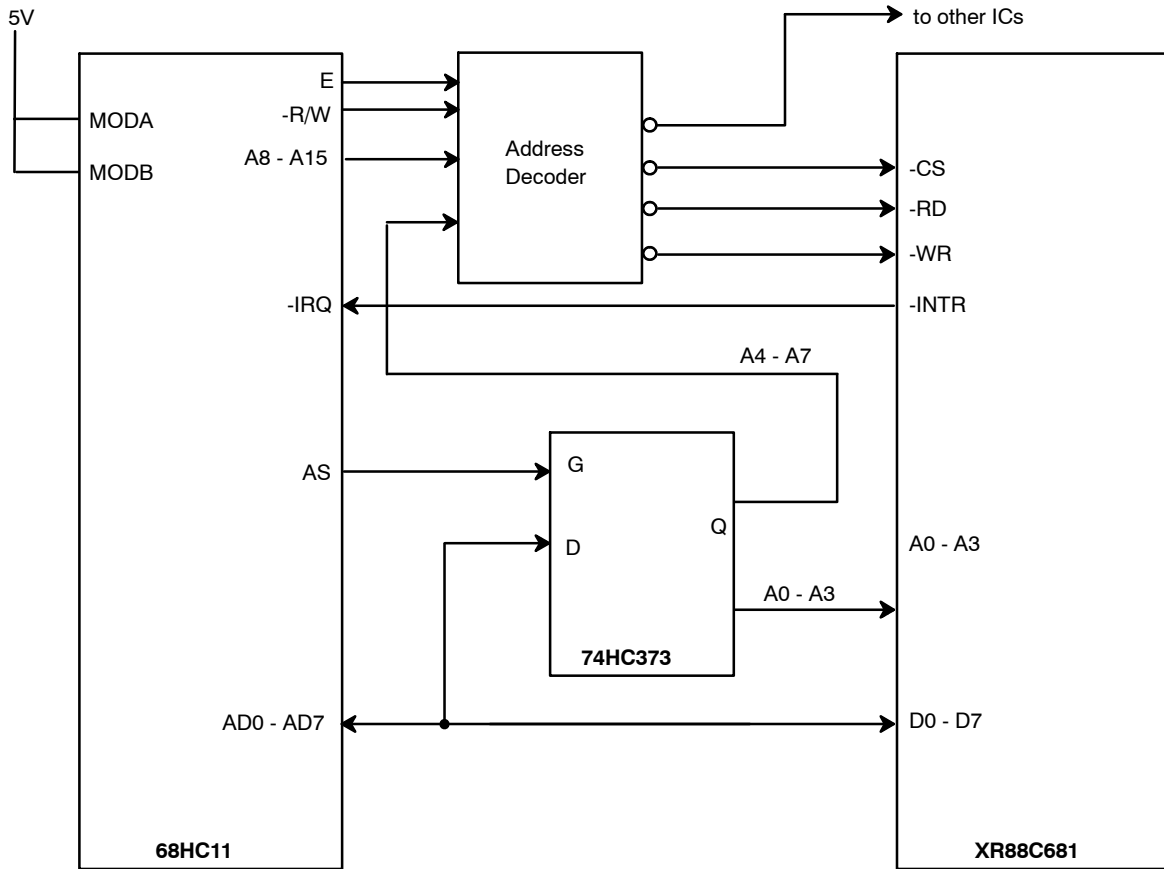 5V
to other ICs
E
-R/W
MODA
A8 - A15
MODB
Address
Decoder
-CS
-RD
-WR
-IRQ
-INTR
A4 - A7
AS
G
D
Q
A0 - A3
A0 - A3
74HC373
AD0 - AD7
D0 - D7
68HC11
XR88C681